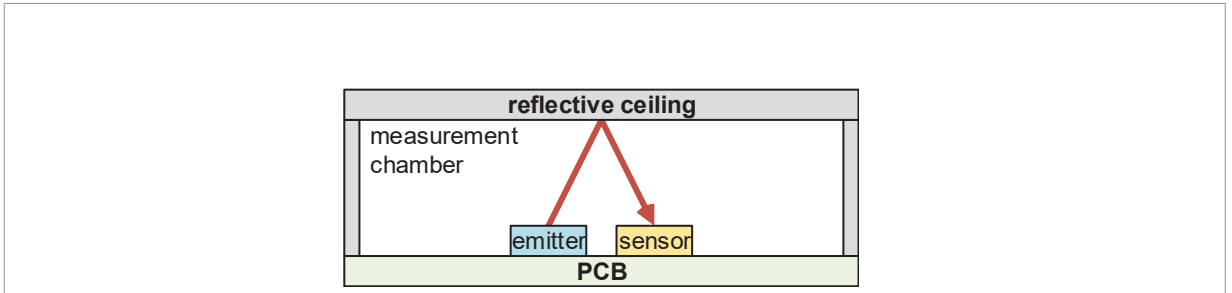 reflective ceiling
measurement
chamber
emitter
sensor
PCB